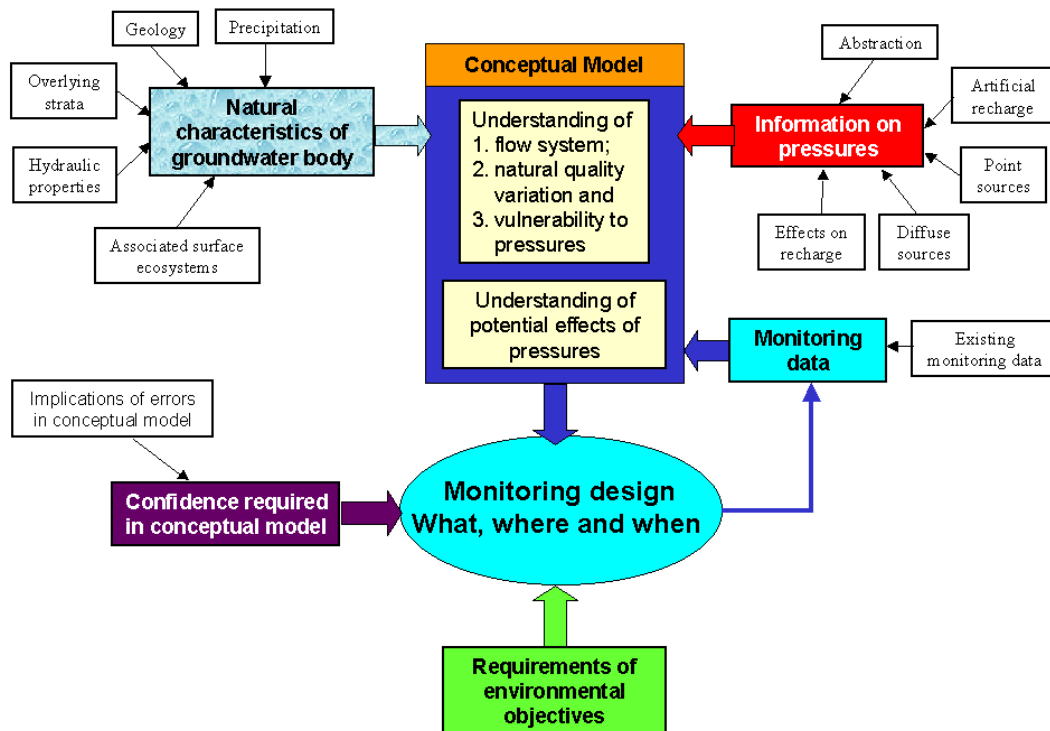 Geology
Precipitation
Overlying
strata
Hydraulic
properties
Associated surface
ecosystems
Natural
characteristics of
groundwater body
Conceptual Model
Understanding of
1. flow system;
2. natural quality
variation and
3. vulnerability to
pressures
Understanding of
potential effects of
pressures
Abstraction
Artificial
recharge
Information on
pressures
Point
sources
Effects on
recharge
Diffuse
sources
Monitoring
data
Existing
monitoring data
Implications of errors
in conceptual model
Confidence required
in conceptual model
Monitoring design
What, where and when
Requirements of
environmental
objectives